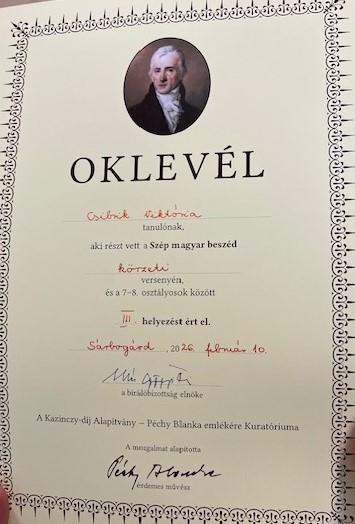 OKLEVÉL
Csibrik Viktória
tanulónak,
aki részt vett a Szép magyar beszéd
körzeti
versenyén,
és a 7–8. osztályosok között
III. helyezést ért el.
Sárbogárd , 2026. február 10.
a bírálóbizottság elnöke
A Kazinczy-díj Alapítvány – Péchy Blanka emlékére Kuratóriuma
A mozgalmat alapította
Péchy Blanka
érdemes művész